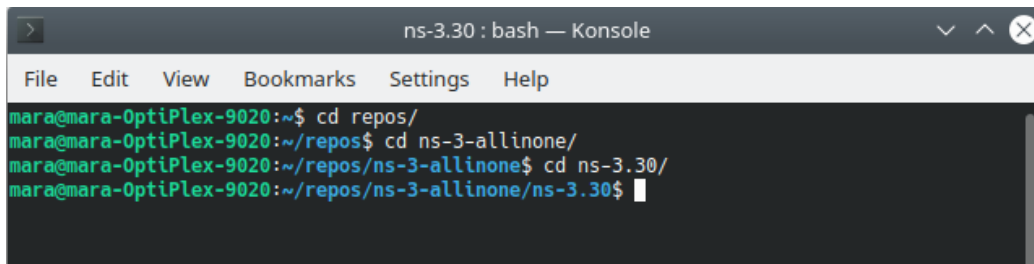 ns-3.30 : bash — Konsole
File Edit View Bookmarks Settings Help
mara@mara-OptiPlex-9020:~$ cd repos/
mara@mara-OptiPlex-9020:~/repos$ cd ns-3-allinone/
mara@mara-OptiPlex-9020:~/repos/ns-3-allinone$ cd ns-3.30/
mara@mara-OptiPlex-9020:~/repos/ns-3-allinone/ns-3.30$